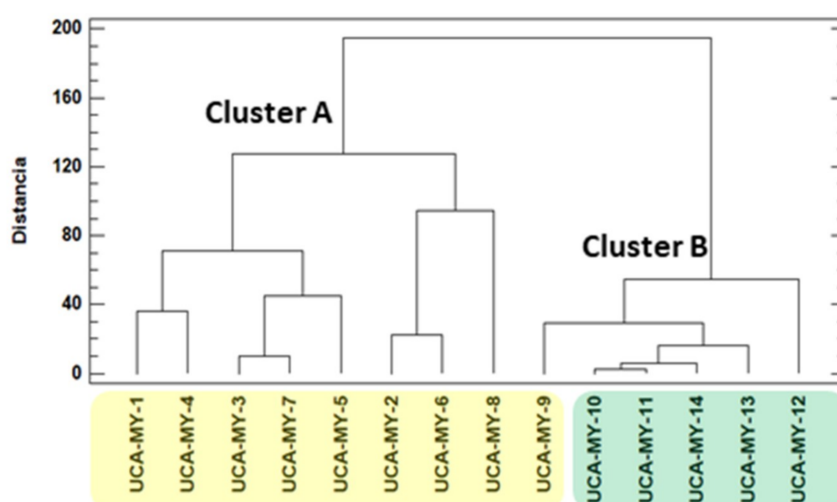 200
160
120
80
40
0
Distancia
Cluster A
Cluster B
UCA-MY-1
UCA-MY-4
UCA-MY-3
UCA-MY-7
UCA-MY-5
UCA-MY-2
UCA-MY-6
UCA-MY-8
UCA-MY-9
UCA-MY-10
UCA-MY-11
UCA-MY-14
UCA-MY-13
UCA-MY-12